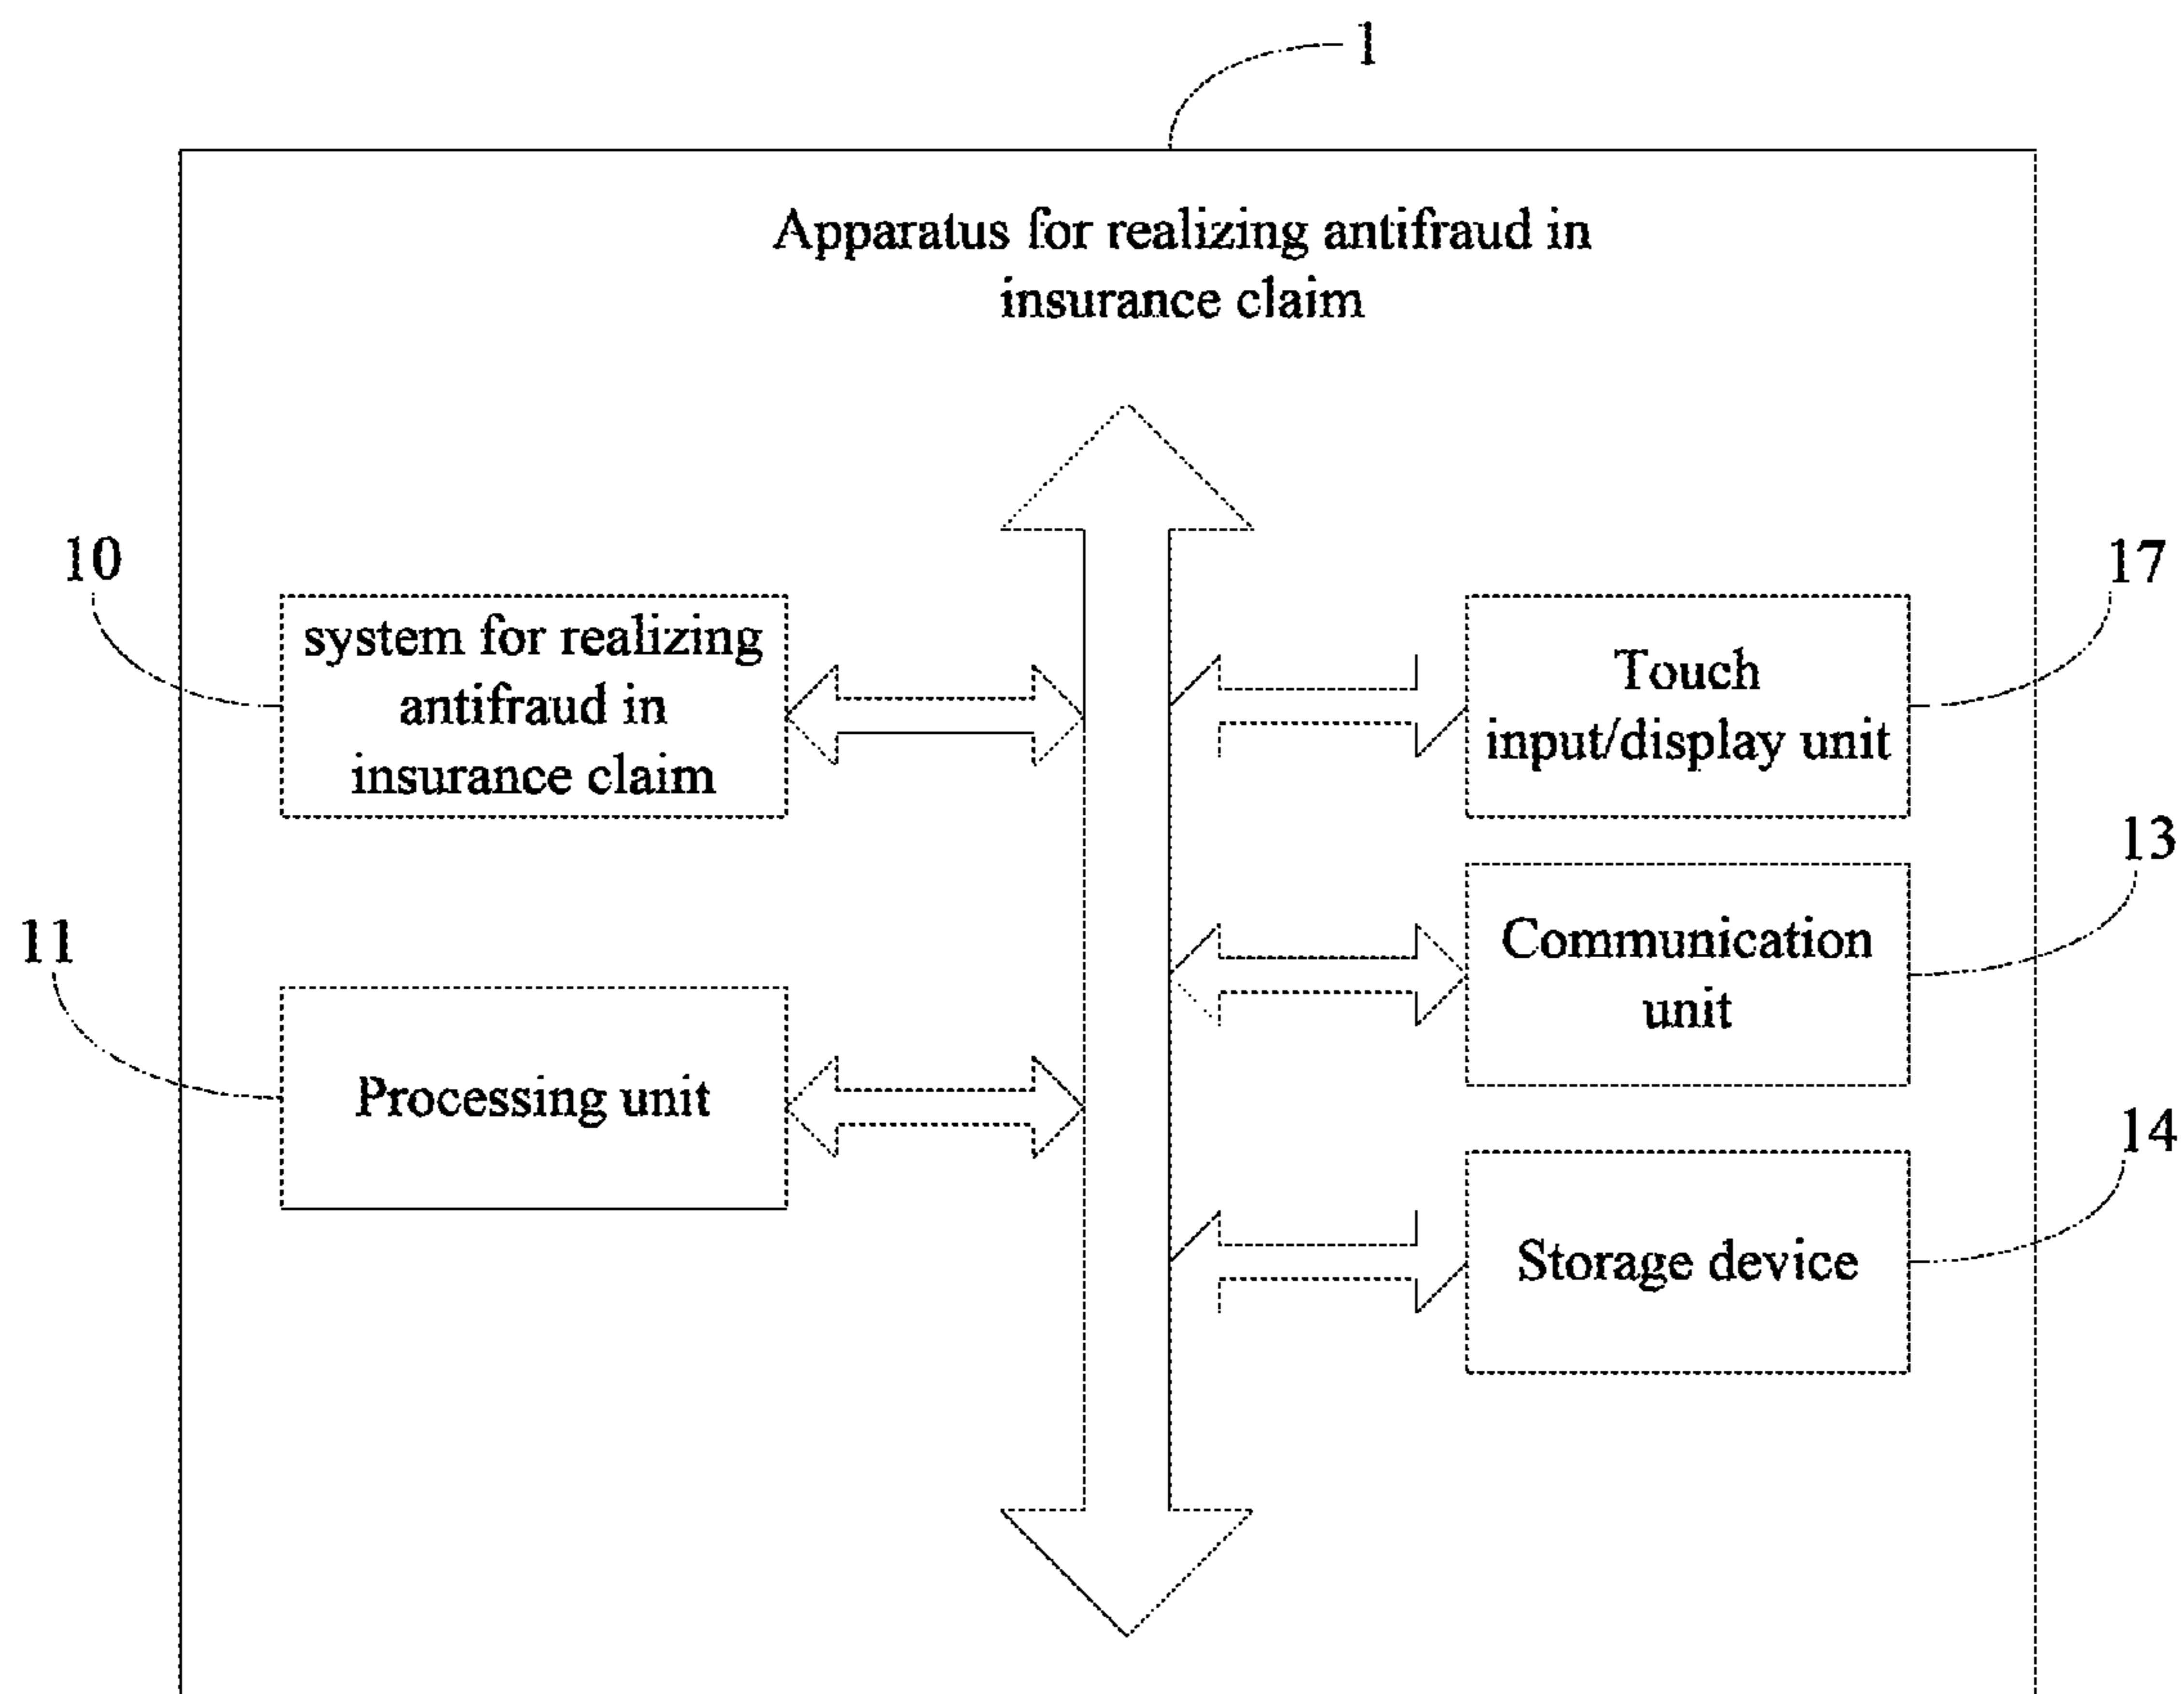 1
Apparatus for realizing antifraud in
insurance claim
10
system for realizing
antifraud in
insurance claim
17
Touch
input/display unit
13
Communication
unit
11
Processing unit
14
Storage device